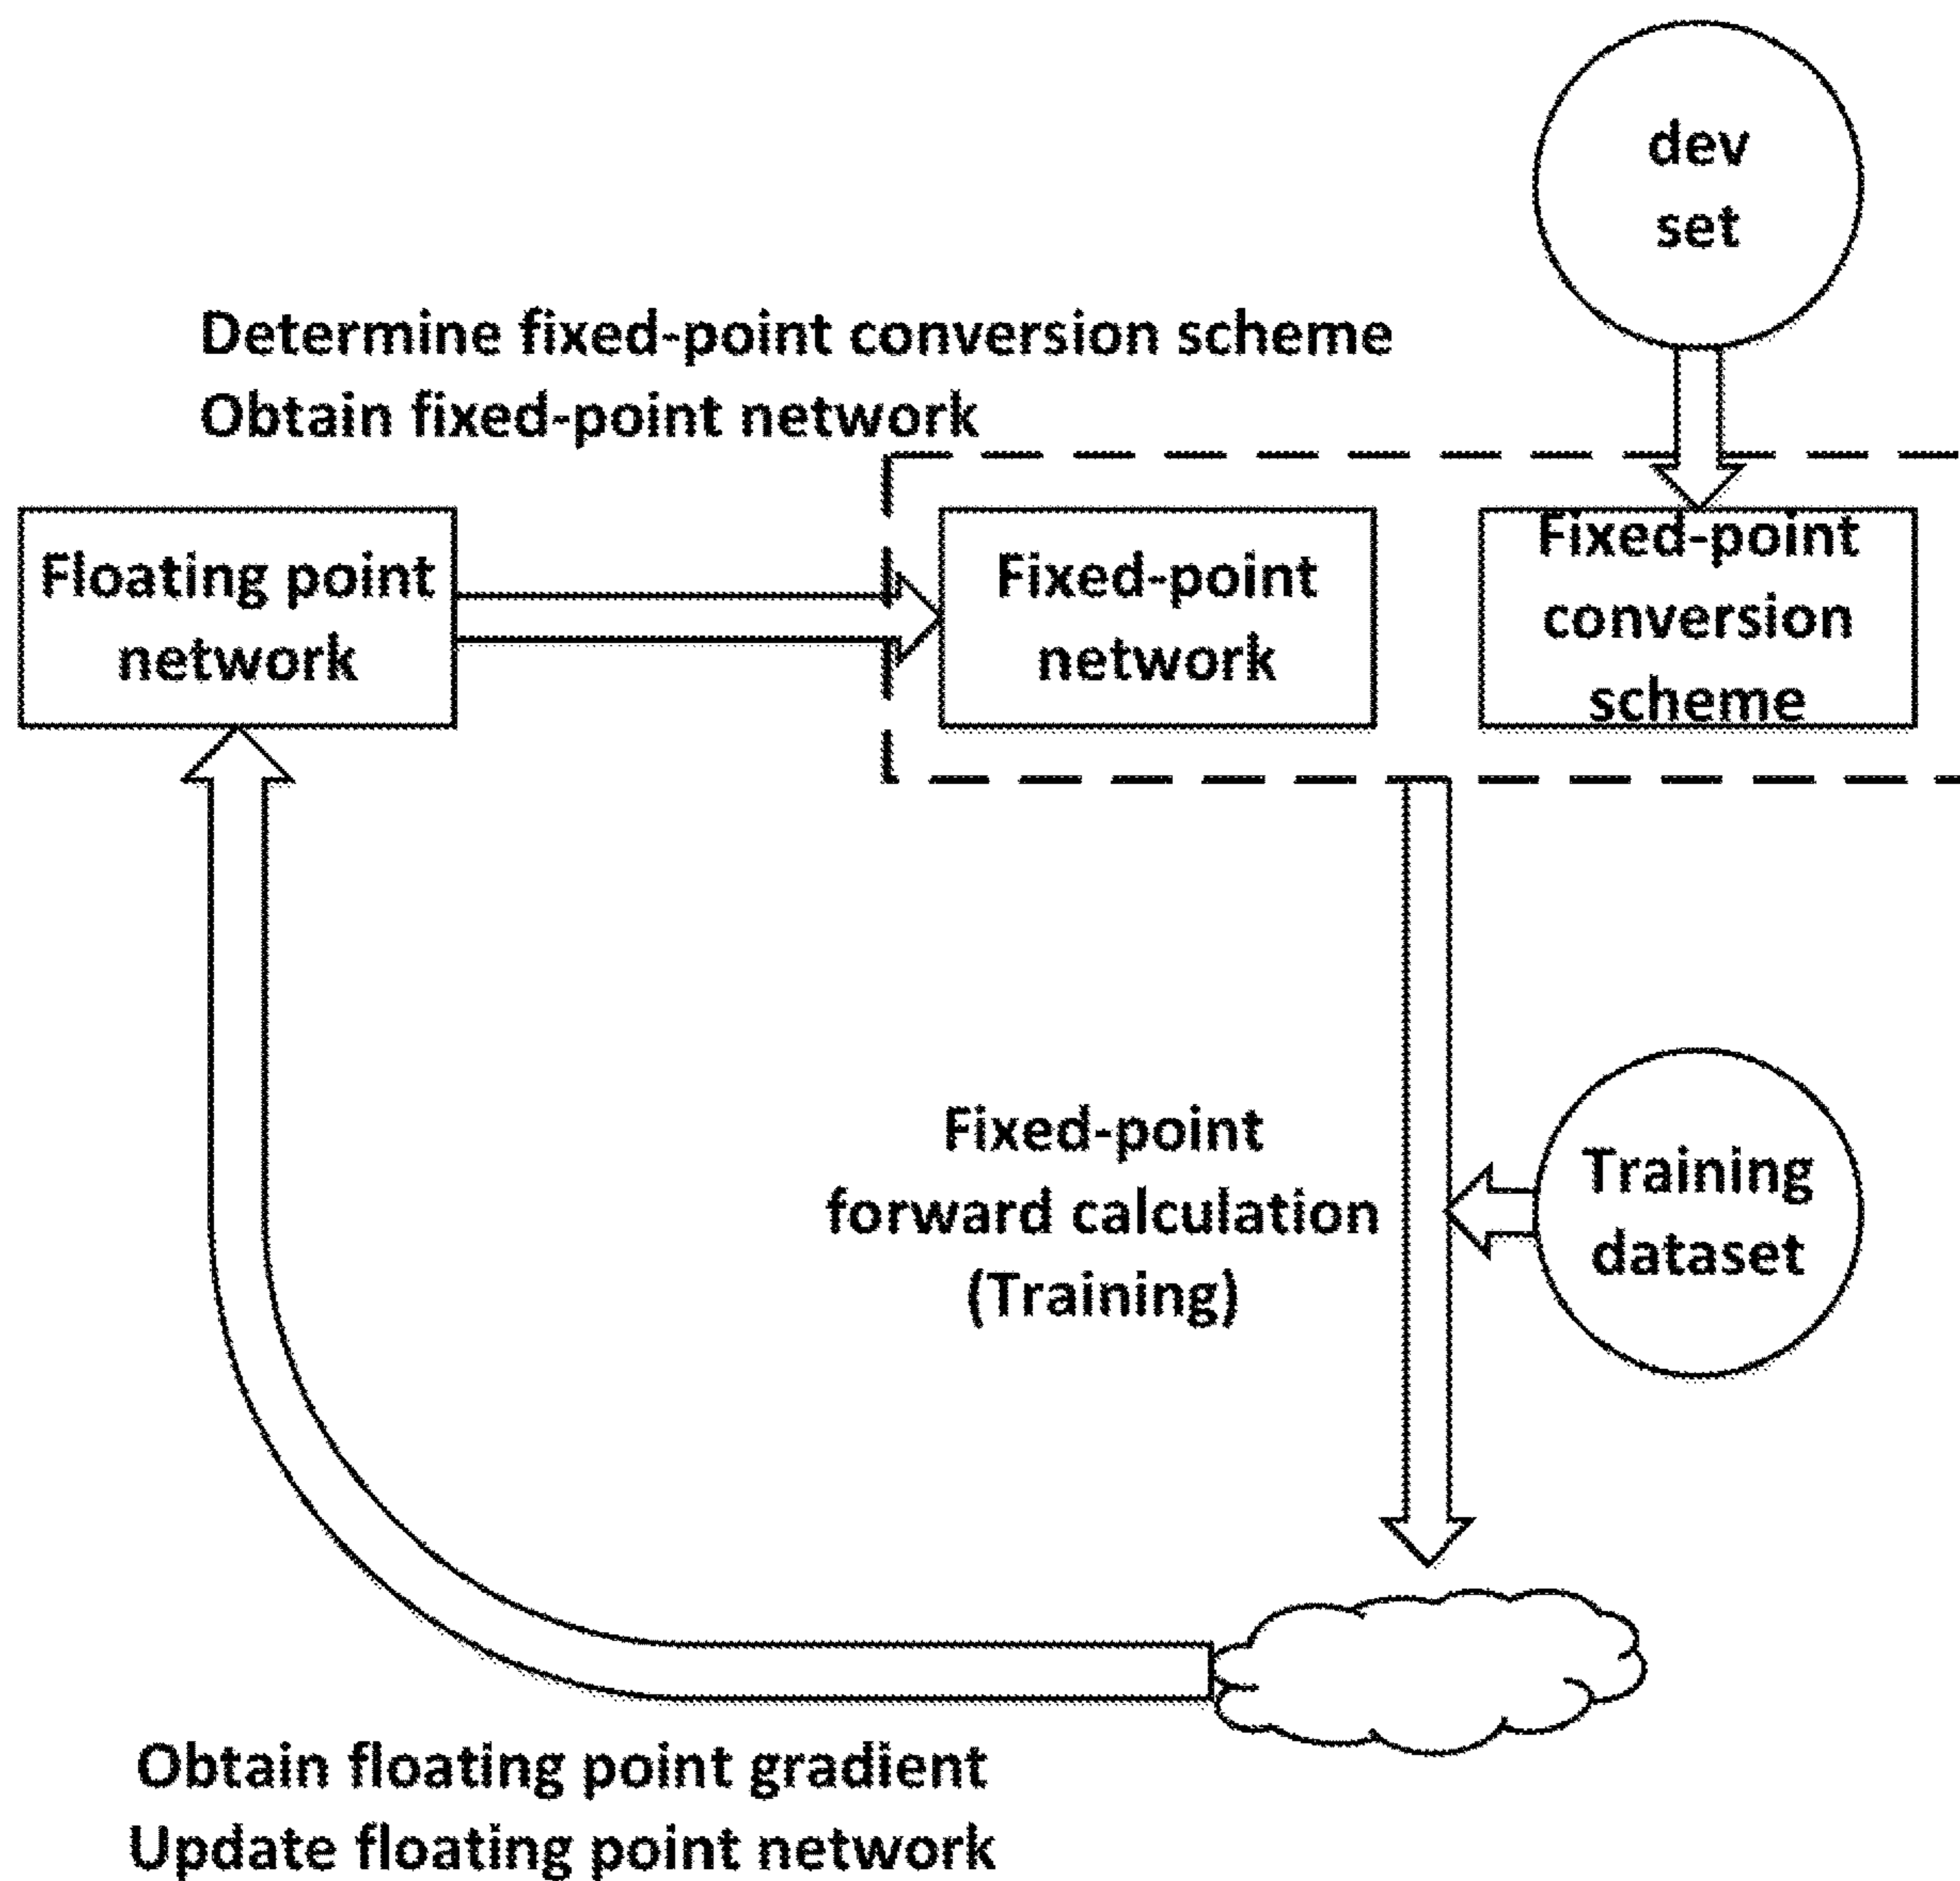 dev
set
Determine fixed-point conversion scheme
Obtain fixed-point network
Floating point
network
Fixed-point
network
Fixed-point
conversion
scheme
Fixed-point
forward calculation
(Training)
Training
dataset
Obtain floating point gradient
Update floating point network